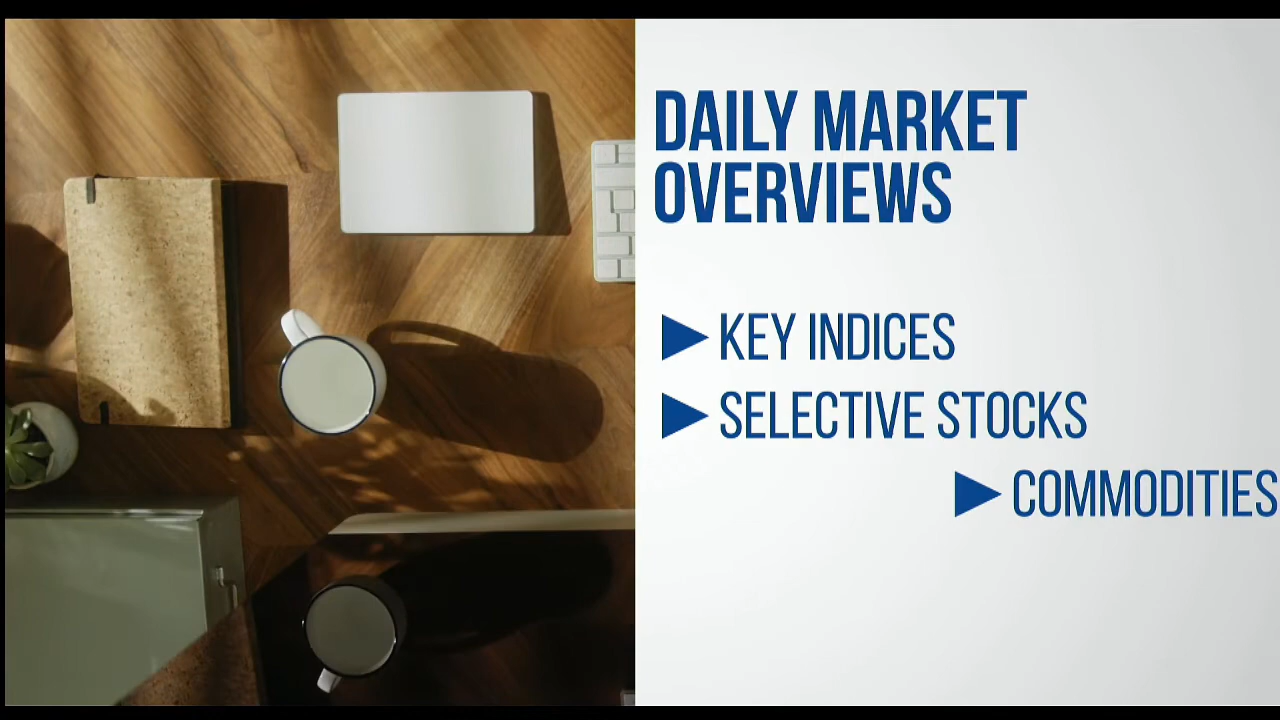 DAILY MARKET
OVERVIEWS
KEY INDICES
SELECTIVE STOCKS
COMMODITIES